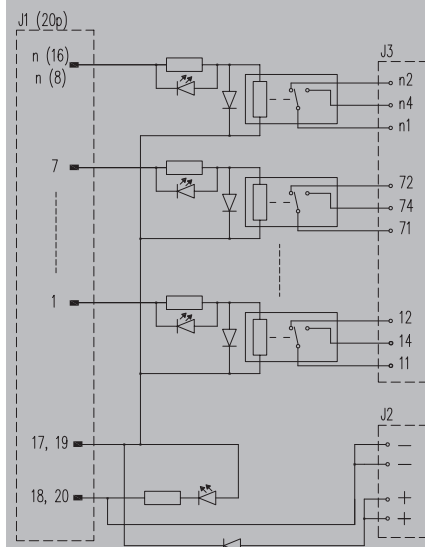 J1 (20p)
n (16)
n (8)
J3
n2
n4
n1
7
72
74
71
1
12
14
11
J2
17, 19
18, 20
—
—
+
+